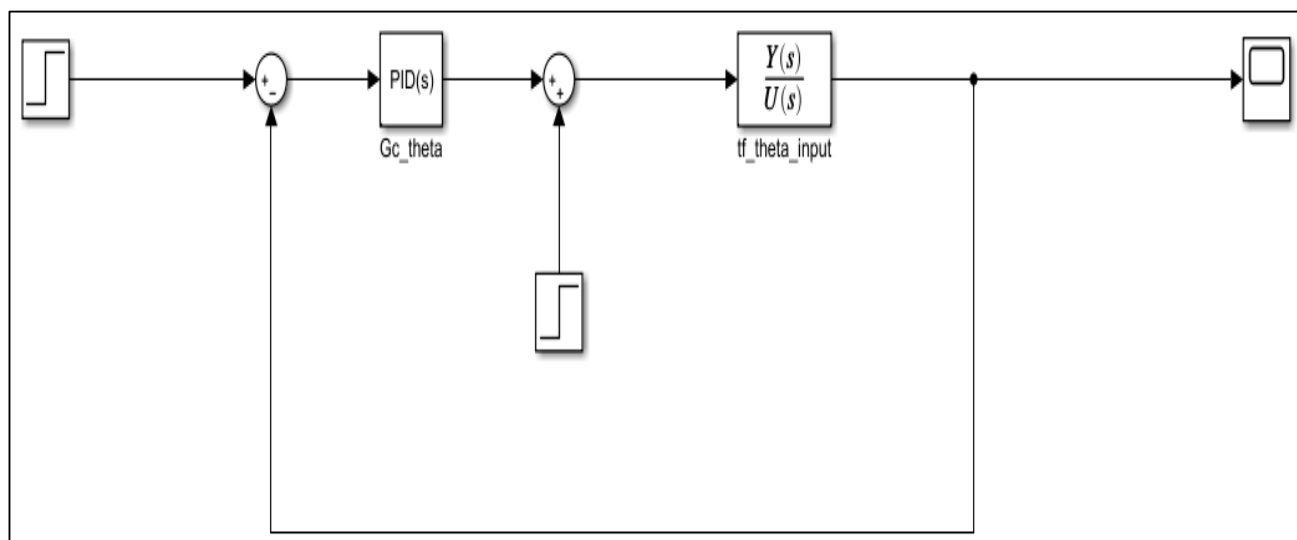 +
−
PID(s)
Gc_theta
+
+
Y(s)
U(s)
tf_theta_input